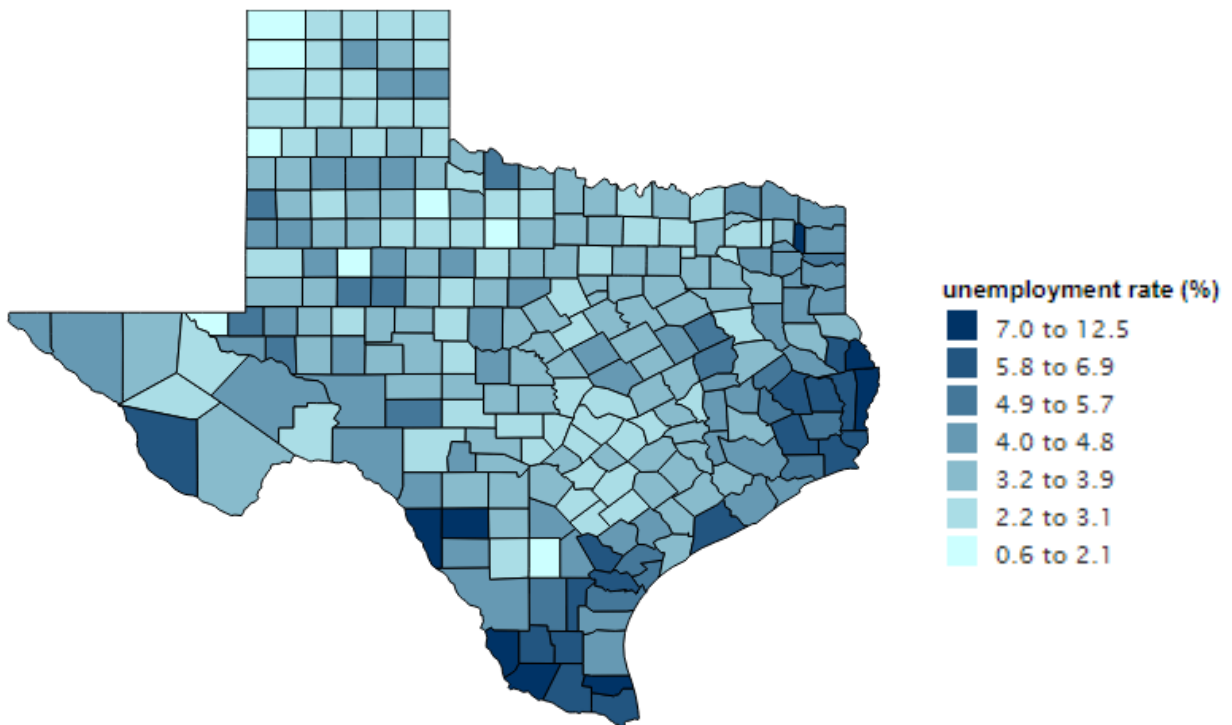 unemployment rate (%)
7.0 to 12.5
5.8 to 6.9
4.9 to 5.7
4.0 to 4.8
3.2 to 3.9
2.2 to 3.1
0.6 to 2.1